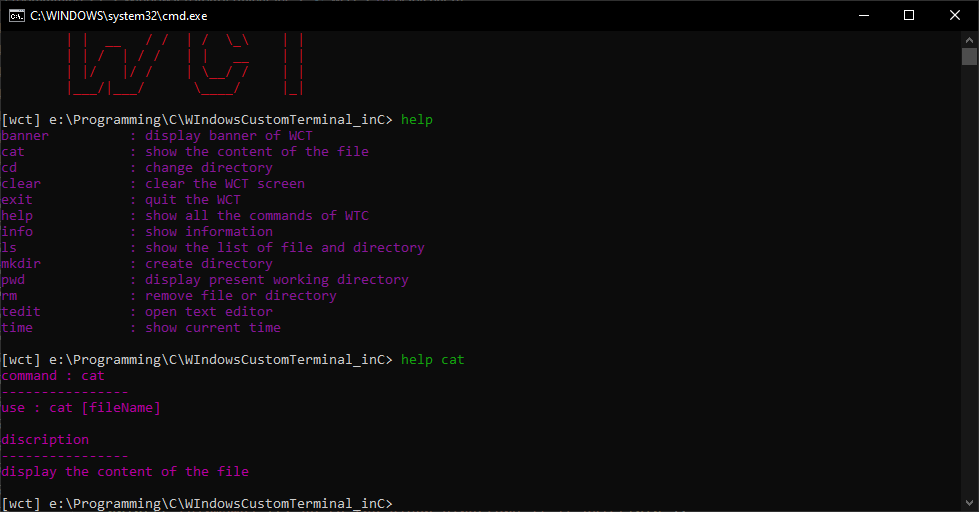 C:\WINDOWS\system32\cmd.exe
[wct] e:\Programming\C\WIndowsCustomTerminal_inC> help
banner : display banner of WCT
cat : show the content of the file
cd : change directory
clear : clear the WCT screen
exit : quit the WCT
help : show all the commands of WTC
info : show information
ls : show the list of file and directory
mkdir : create directory
pwd : display present working directory
rm : remove file or directory
tedit : open text editor
time : show current time
[wct] e:\Programming\C\WIndowsCustomTerminal_inC> help cat
command : cat
----------------
use : cat [fileName]
discription
----------------
display the content of the file
[wct] e:\Programming\C\WIndowsCustomTerminal_inC>